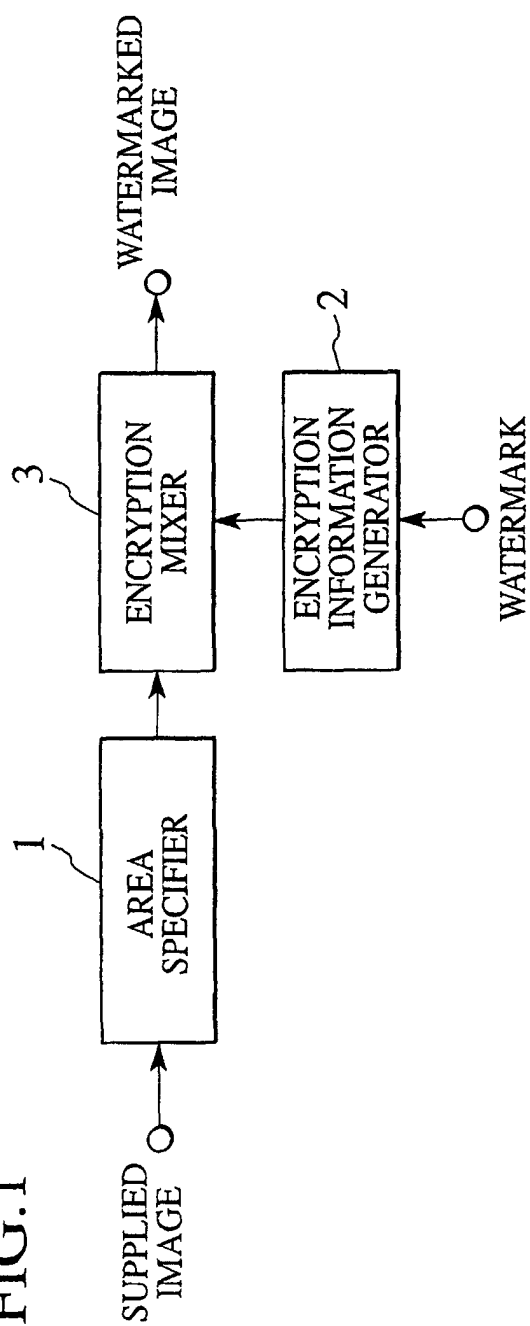 FIG.1
SUPPLIED
IMAGE
1
AREA
SPECIFIER
3
ENCRYPTION
MIXER
WATERMARKED
IMAGE
2
ENCRYPTION
INFORMATION
GENERATOR
WATERMARK